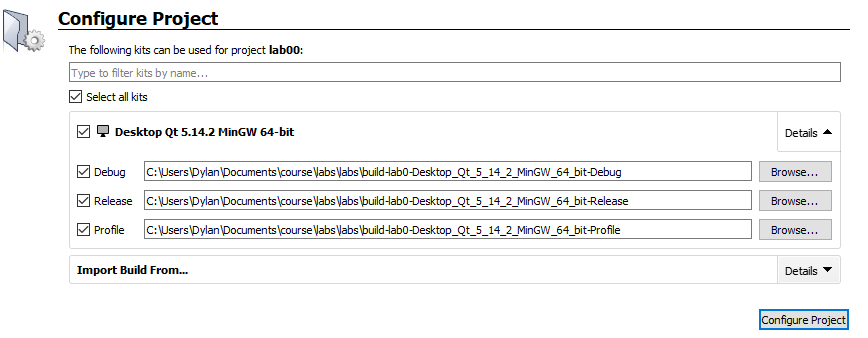 Configure Project
The following kits can be used for project lab00:
Type to filter kits by name...
Select all kits
Desktop Qt 5.14.2 MinGW 64-bit
Details
Debug C:\Users\Dylan\Documents\course\labs\labs\build-lab0-Desktop_Qt_5_14_2_MinGW_64_bit-Debug Browse...
Release C:\Users\Dylan\Documents\course\labs\labs\build-lab0-Desktop_Qt_5_14_2_MinGW_64_bit-Release Browse...
Profile C:\Users\Dylan\Documents\course\labs\labs\build-lab0-Desktop_Qt_5_14_2_MinGW_64_bit-Profile Browse...
Import Build From... Details
Configure Project